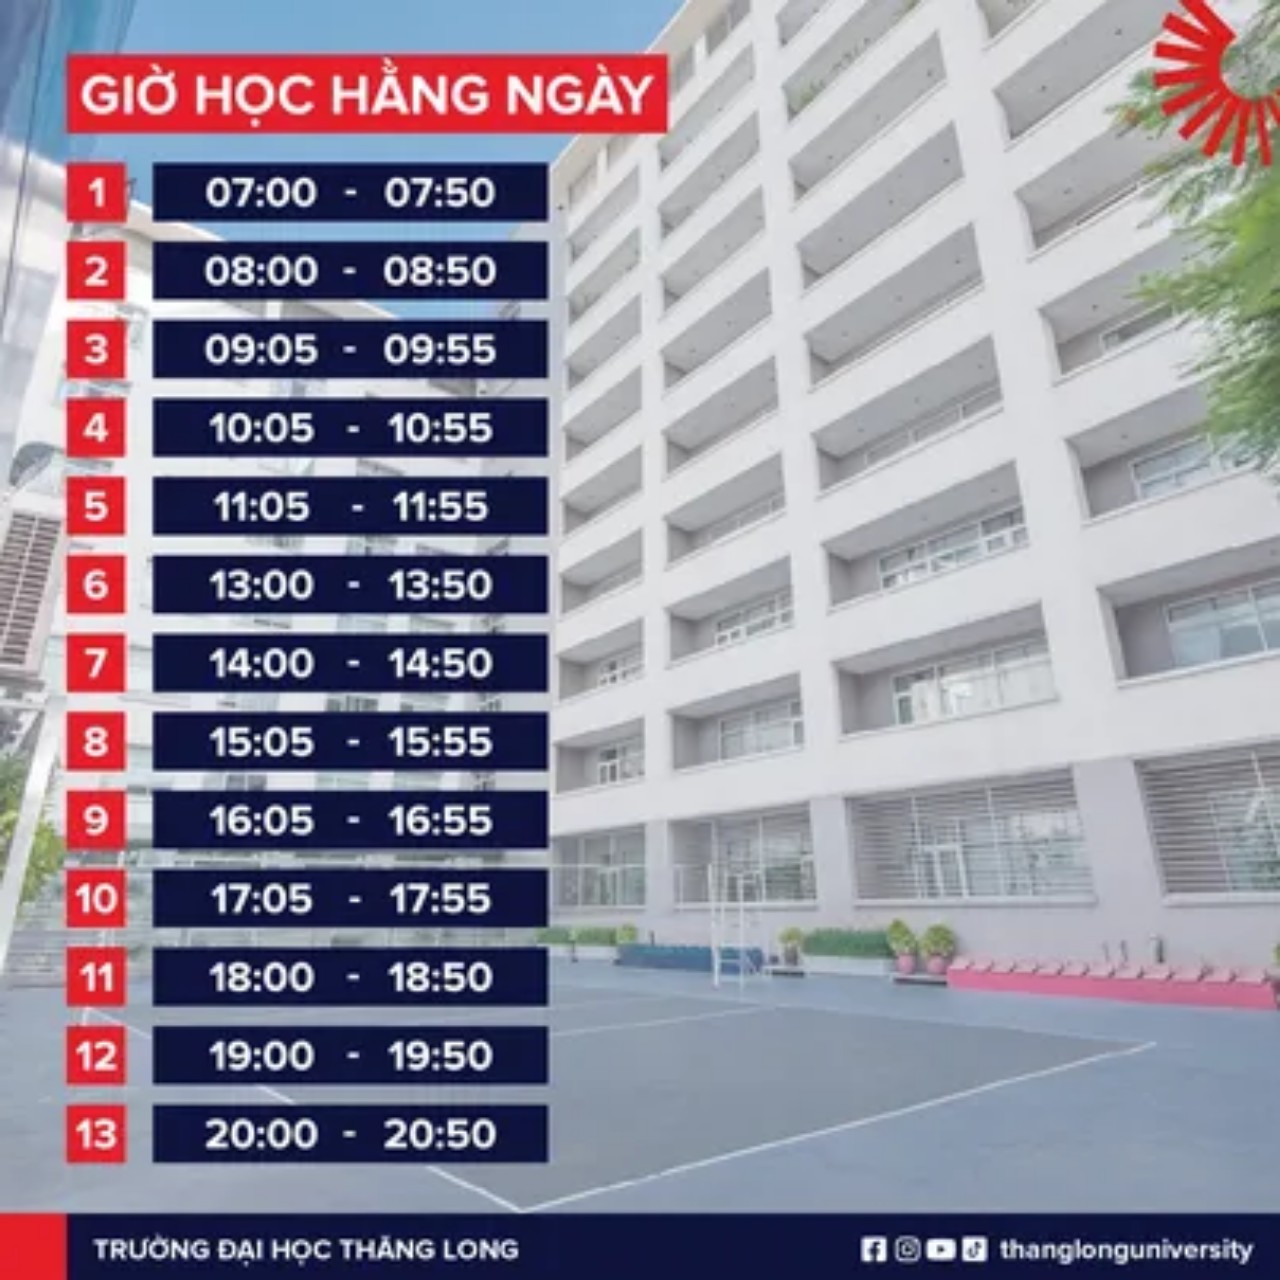 GIỜ HỌC HẰNG NGÀY
1 07:00 - 07:50
2 08:00 - 08:50
3 09:05 - 09:55
4 10:05 - 10:55
5 11:05 - 11:55
6 13:00 - 13:50
7 14:00 - 14:50
8 15:05 - 15:55
9 16:05 - 16:55
10 17:05 - 17:55
11 18:00 - 18:50
12 19:00 - 19:50
13 20:00 - 20:50
TRƯỜNG ĐẠI HỌC THĂNG LONG
thanglonguniversity